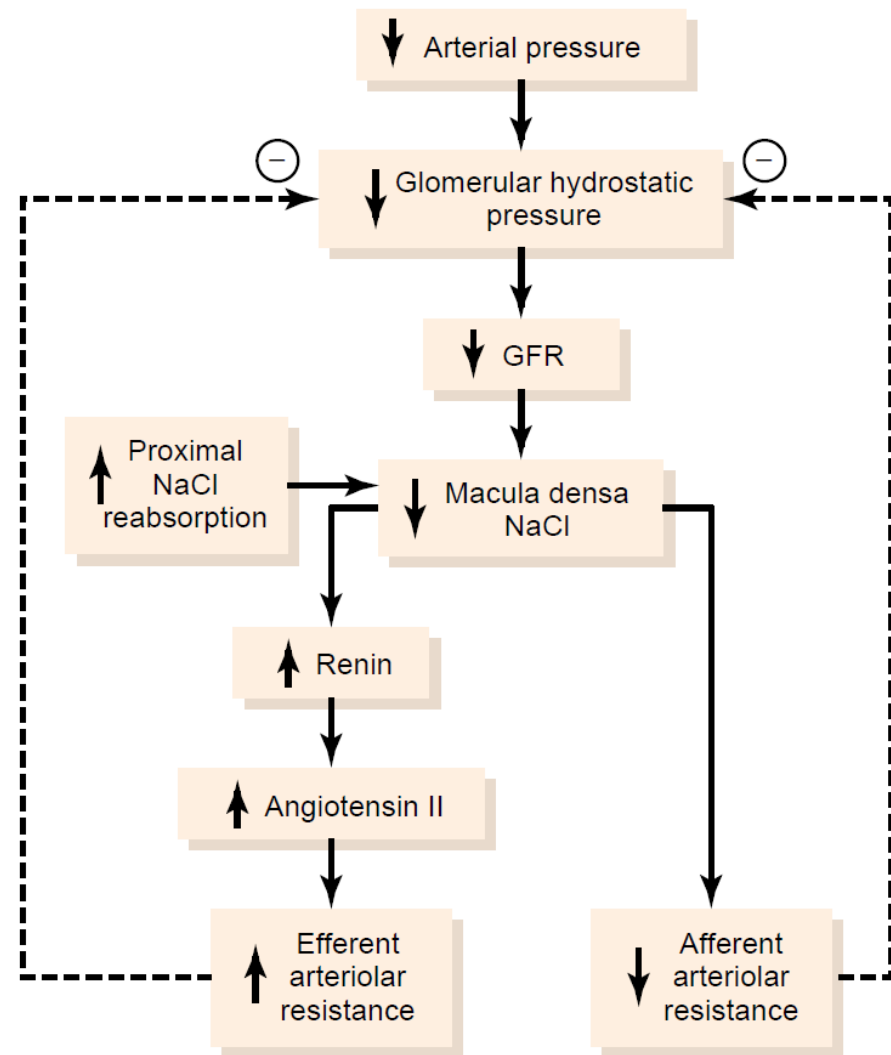 Arterial pressure
−
−
Glomerular hydrostatic
pressure
GFR
Proximal
NaCl
reabsorption
Macula densa
NaCl
Renin
Angiotensin II
Efferent
arteriolar
resistance
Afferent
arteriolar
resistance